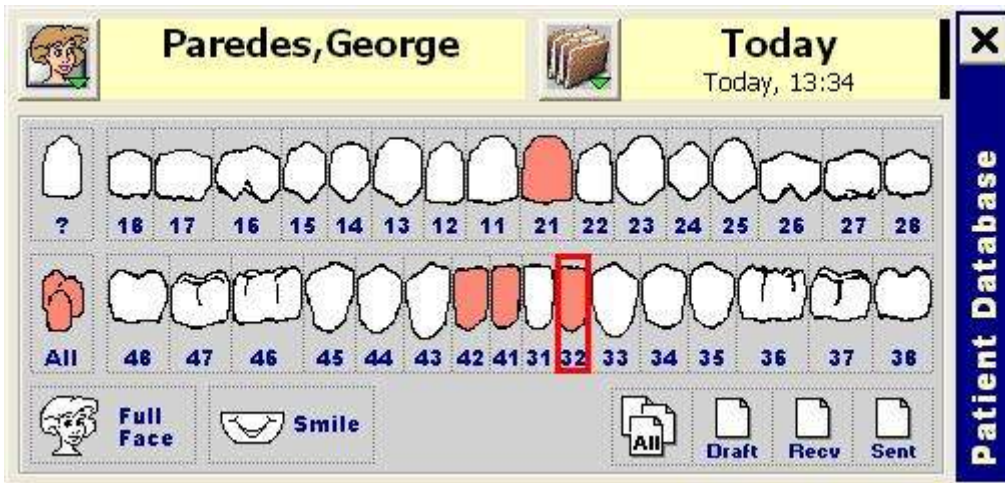 Paredes,George
Today
Today, 13:34
? 18 17 16 15 14 13 12 11 21 22 23 24 25 26 27 28
All 48 47 46 45 44 43 42 41 31 32 33 34 35 36 37 38
Full
Face
Smile
All
Draft
Recv
Sent
Patient Database